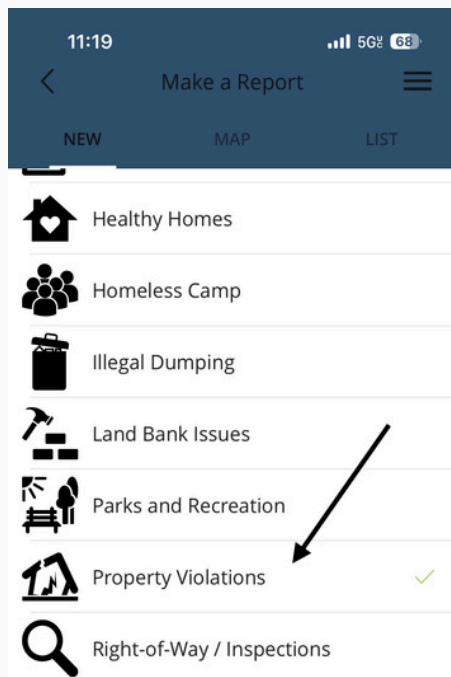 11:19 5G 68
Make a Report
NEW MAP LIST
Healthy Homes
Homeless Camp
Illegal Dumping
Land Bank Issues
Parks and Recreation
Property Violations
Right-of-Way / Inspections